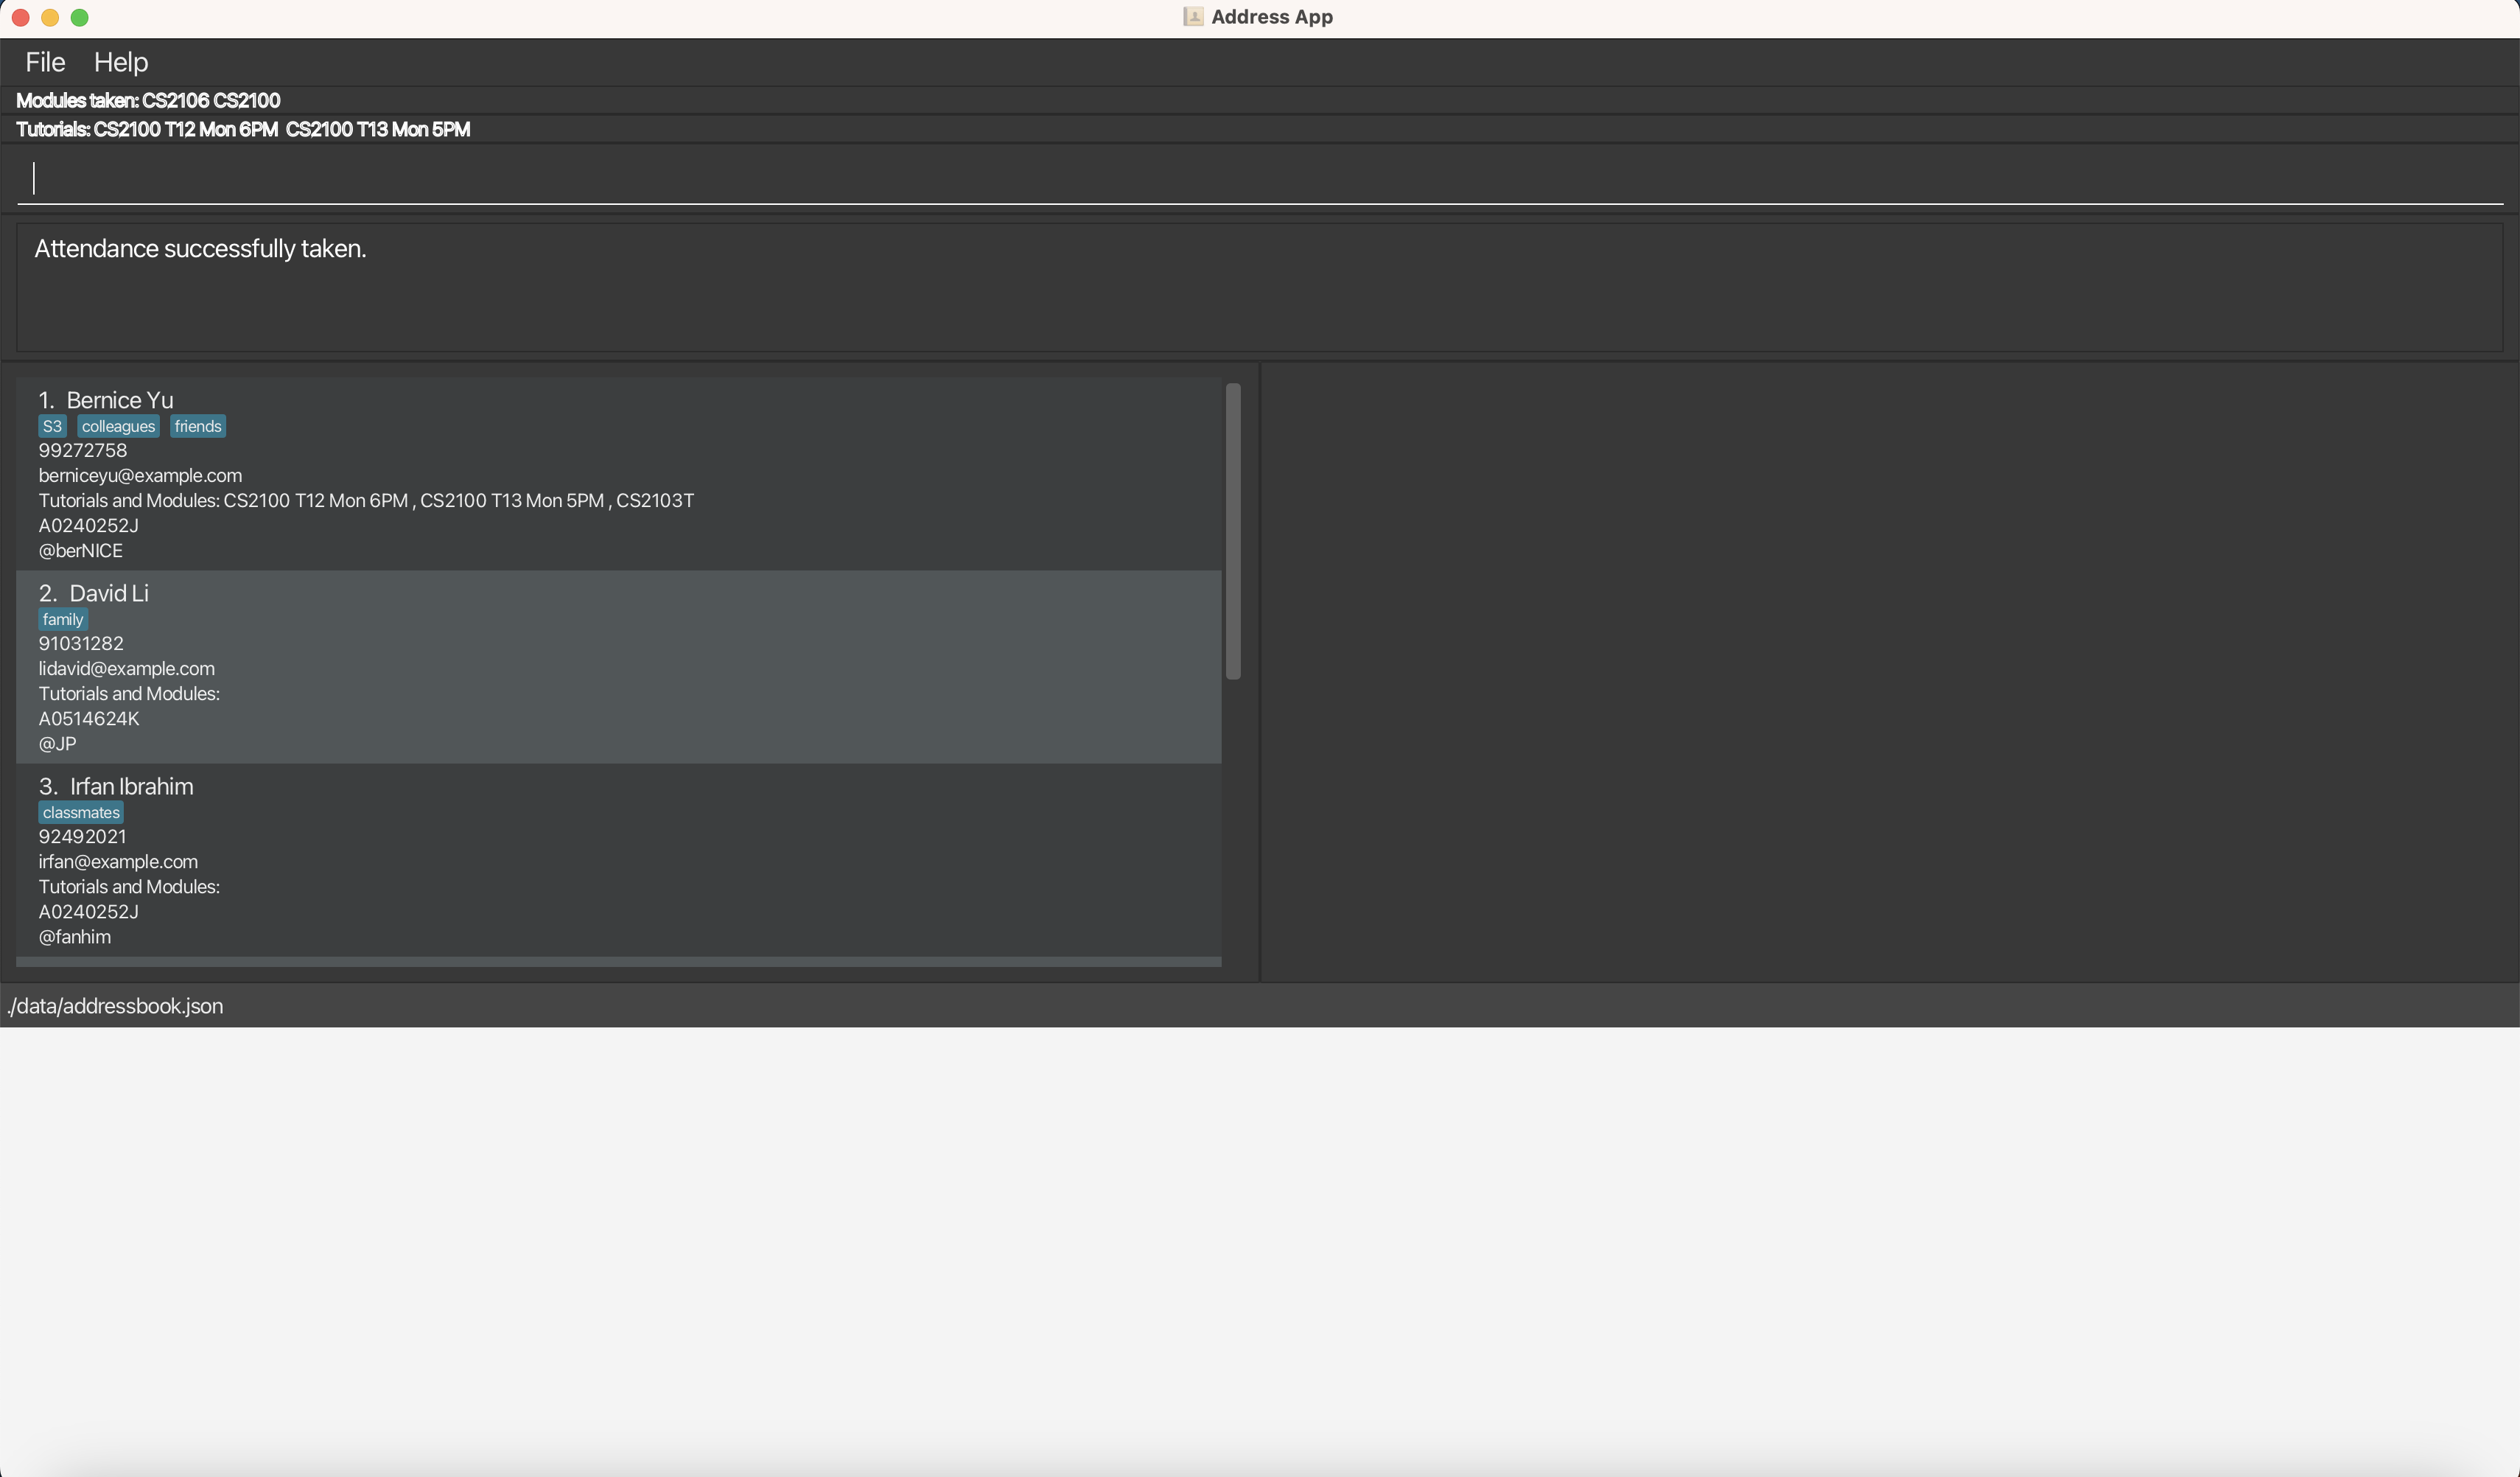 Address App
File Help
Modules taken: CS2106 CS2100
Tutorials: CS2100 T12 Mon 6PM CS2100 T13 Mon 5PM
Attendance successfully taken.
1. Bernice Yu
S3 colleagues friends
99272758
berniceyu@example.com
Tutorials and Modules: CS2100 T12 Mon 6PM , CS2100 T13 Mon 5PM , CS2103T
A0240252J
@berNICE
2. David Li
family
91031282
lidavid@example.com
Tutorials and Modules:
A0514624K
@JP
3. Irfan Ibrahim
classmates
92492021
irfan@example.com
Tutorials and Modules:
A0240252J
@fanhim
./data/addressbook.json